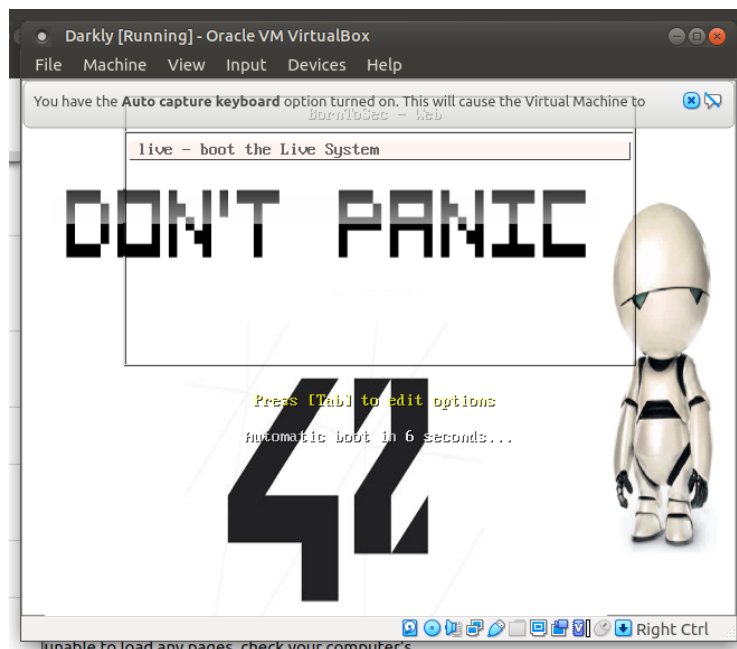 Darkly [Running] - Oracle VM VirtualBox
File Machine View Input Devices Help
You have the Auto capture keyboard option turned on. This will cause the Virtual Machine to
BornToSec - Web
live - boot the Live System
DON'T PANIC
42
Press [Tab] to edit options
Automatic boot in 6 seconds...
Right Ctrl
unable to load any pages, check your computer's